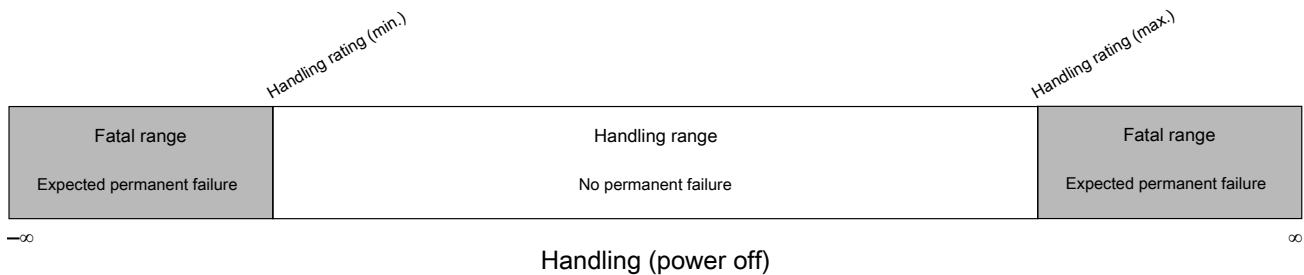 Handling rating (min.)
Handling rating (max.)
Fatal range
Handling range
Fatal range
Expected permanent failure
No permanent failure
Expected permanent failure
–∞
∞
Handling (power off)